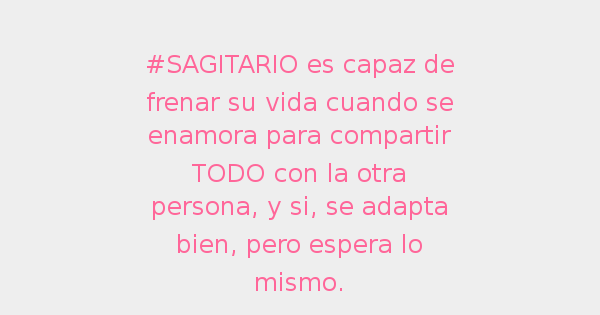 #SAGITARIO es capaz de
frenar su vida cuando se
enamora para compartir
TODO con la otra
persona, y si, se adapta
bien, pero espera lo
mismo.